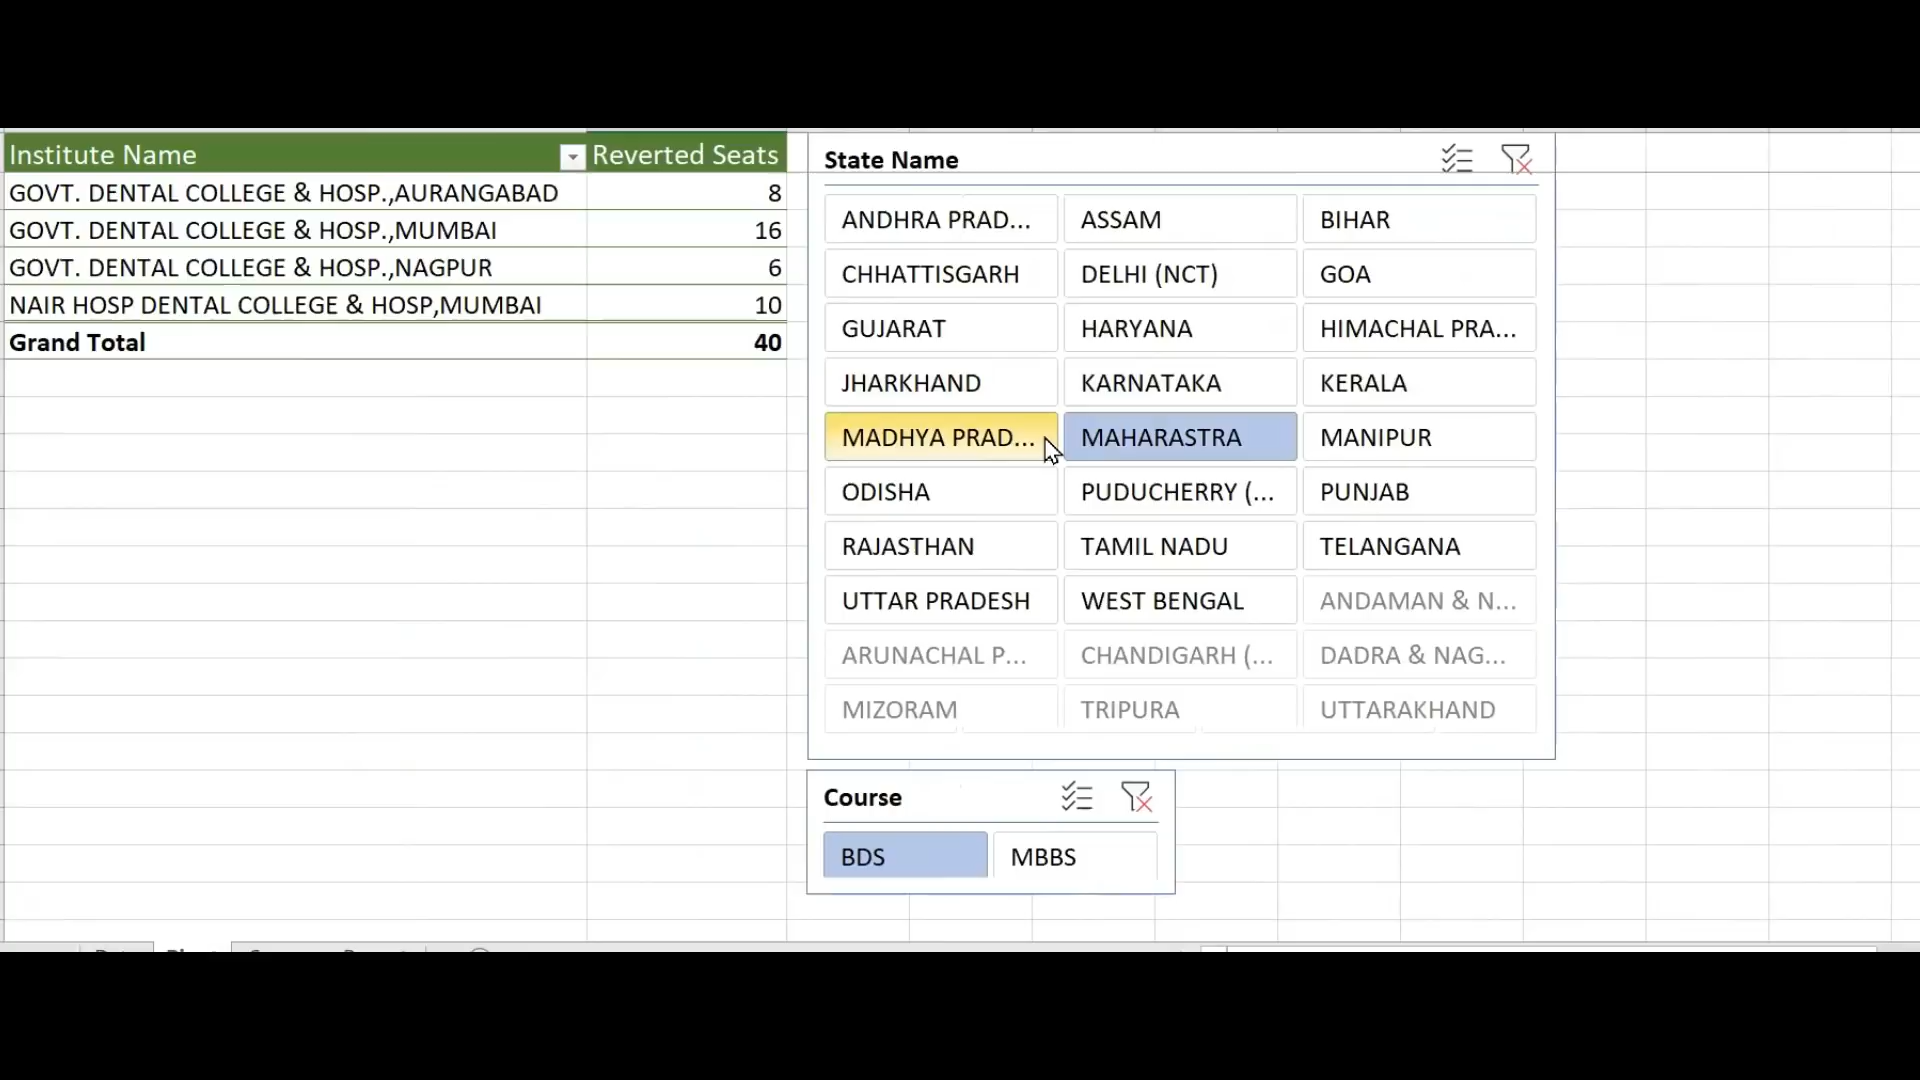 Institute Name Reverted Seats
GOVT. DENTAL COLLEGE & HOSP.,AURANGABAD 8
GOVT. DENTAL COLLEGE & HOSP.,MUMBAI 16
GOVT. DENTAL COLLEGE & HOSP.,NAGPUR 6
NAIR HOSP DENTAL COLLEGE & HOSP,MUMBAI 10
Grand Total 40
State Name
ANDHRA PRAD... ASSAM BIHAR
CHHATTISGARH DELHI (NCT) GOA
GUJARAT HARYANA HIMACHAL PRA...
JHARKHAND KARNATAKA KERALA
MADHYA PRAD... MAHARASTRA MANIPUR
ODISHA PUDUCHERRY (... PUNJAB
RAJASTHAN TAMIL NADU TELANGANA
UTTAR PRADESH WEST BENGAL ANDAMAN & N...
ARUNACHAL P... CHANDIGARH (... DADRA & NAG...
MIZORAM TRIPURA UTTARAKHAND
Course
BDS MBBS